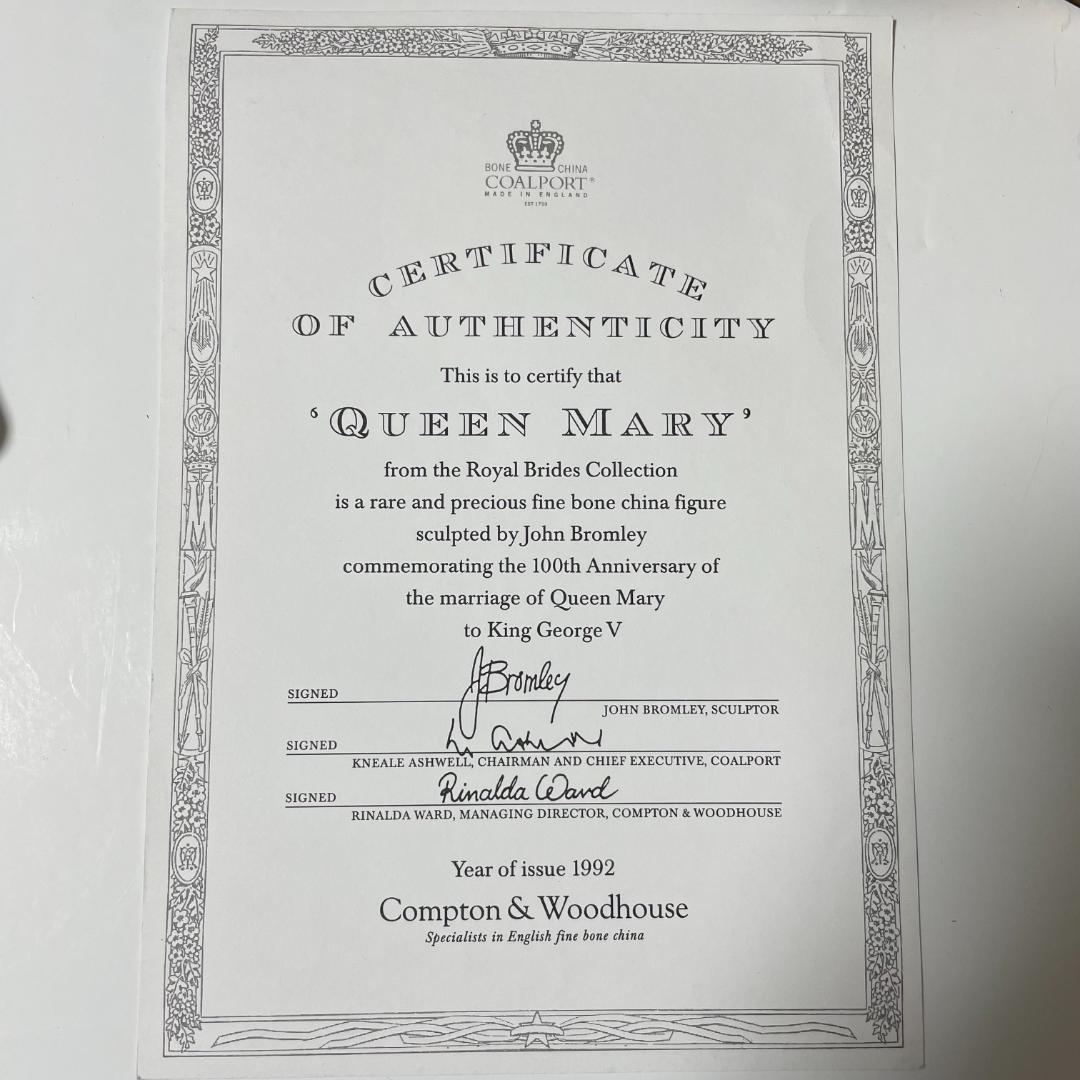 BONE CHINA
COALPORT®
MADE IN ENGLAND
EST 1750
CERTIFICATE
OF AUTHENTICITY
This is to certify that
‘QUEEN MARY’
from the Royal Brides Collection
is a rare and precious fine bone china figure
sculpted by John Bromley
commemorating the 100th Anniversary of
the marriage of Queen Mary
to King George V
SIGNED JBromley
JOHN BROMLEY, SCULPTOR
SIGNED
KNEALE ASHWELL, CHAIRMAN AND CHIEF EXECUTIVE, COALPORT
SIGNED Rinalda Ward
RINALDA WARD, MANAGING DIRECTOR, COMPTON & WOODHOUSE
Year of issue 1992
Compton & Woodhouse
Specialists in English fine bone china